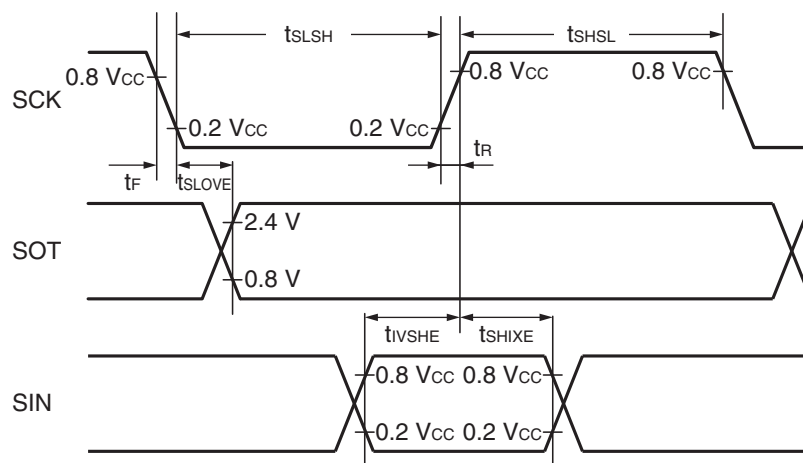 tSLSH tSHSL
SCK 0.8 VCC 0.8 VCC 0.8 VCC
0.2 VCC 0.2 VCC
tF tSLOVE tR
SOT 2.4 V
0.8 V
tIVSHE tSHIXE
SIN 0.8 VCC 0.8 VCC
0.2 VCC 0.2 VCC